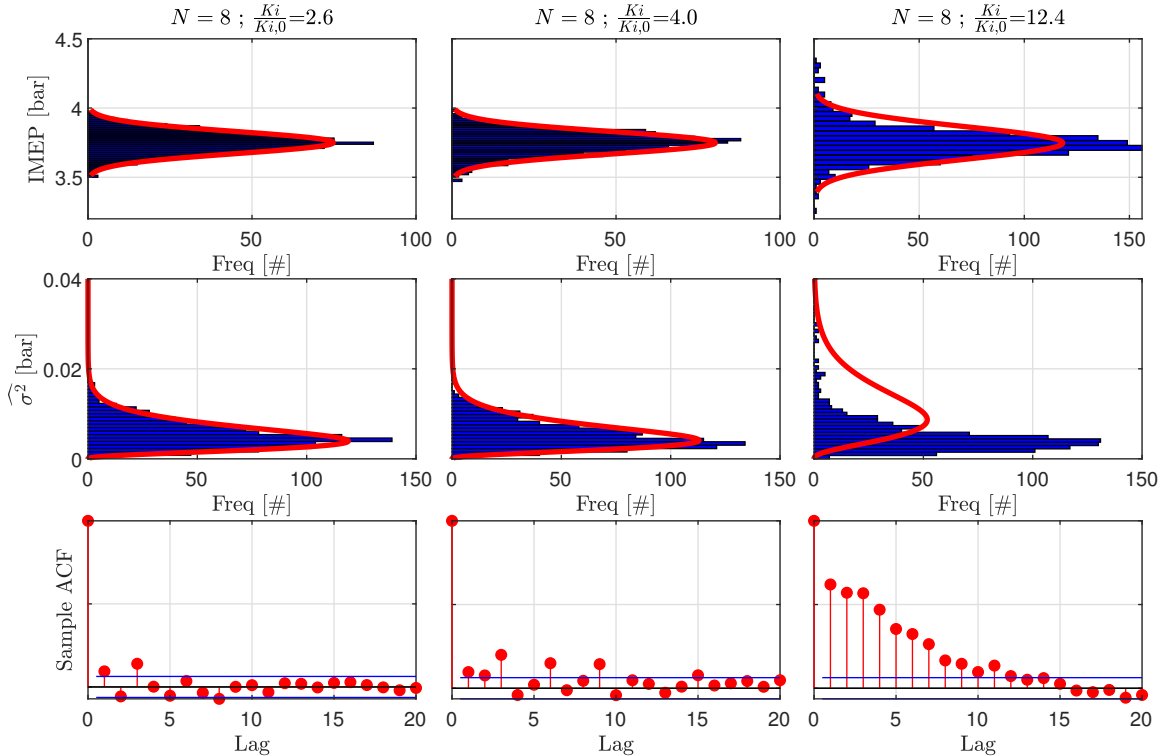 N = 8 ; Ki/Ki,0=2.6
N = 8 ; Ki/Ki,0=4.0
N = 8 ; Ki/Ki,0=12.4
IMEP [bar]
4.5
4
3.5
0 50 100
0 50 100
0 50 100 150
Freq [#]
Freq [#]
Freq [#]
σ̂² [bar]
0.04
0.02
0
0 50 100 150
0 50 100 150
0 50 100 150
Freq [#]
Freq [#]
Freq [#]
Sample ACF
0 5 10 15 20
0 5 10 15 20
0 5 10 15 20
Lag
Lag
Lag